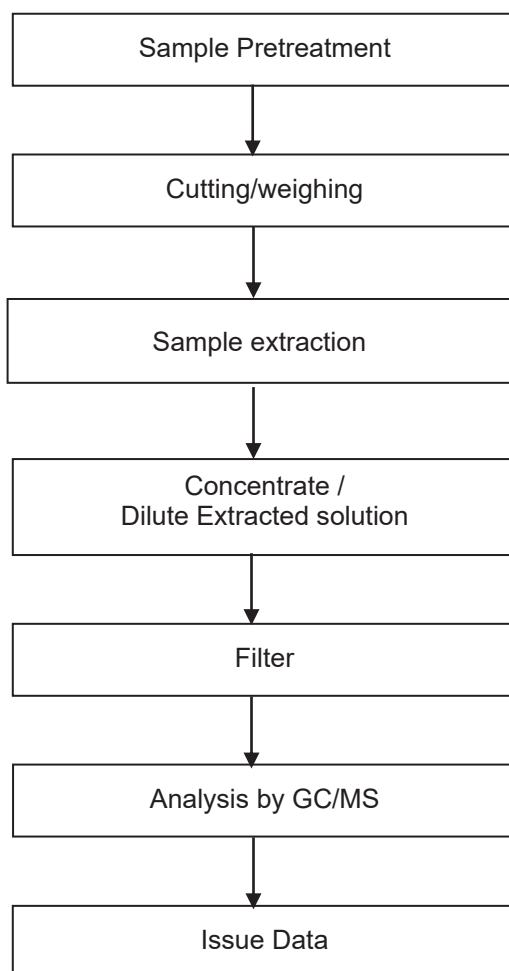 Sample Pretreatment
Cutting/weighing
Sample extraction
Concentrate /
Dilute Extracted solution
Filter
Analysis by GC/MS
Issue Data